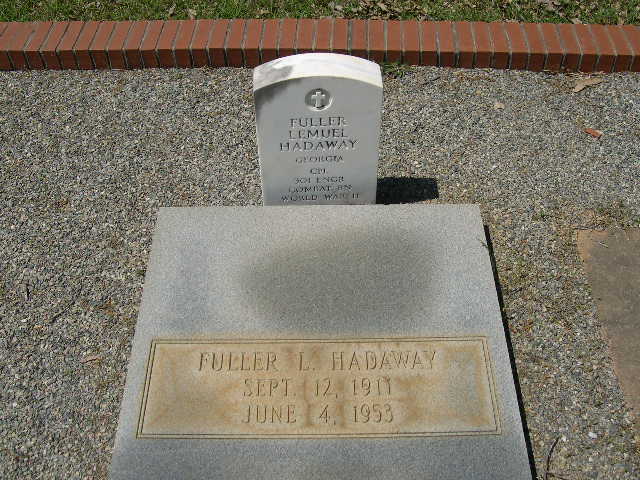 FULLER
LEMUEL
HADAWAY
GEORGIA
CPL
301 ENGR
COMBAT BN
WORLD WAR II
FULLER L. HADAWAY
SEPT. 12, 1911
JUNE 4, 1953